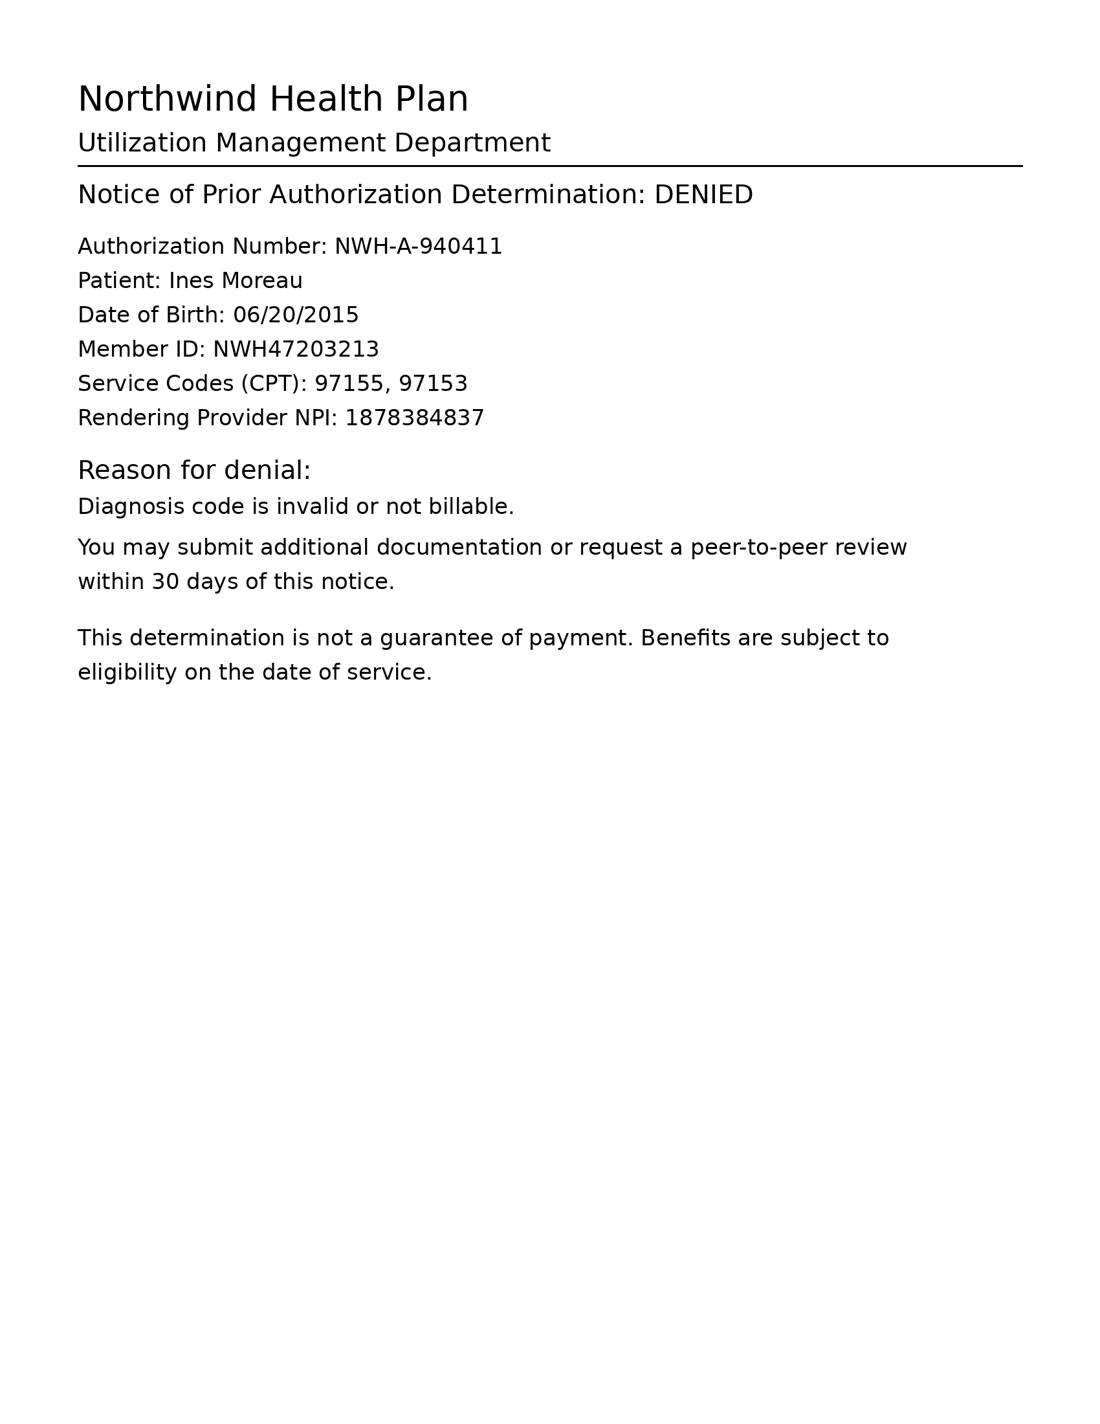 Northwind Health Plan
Utilization Management Department
Notice of Prior Authorization Determination: DENIED
Authorization Number: NWH-A-940411
Patient: Ines Moreau
Date of Birth: 06/20/2015
Member ID: NWH47203213
Service Codes (CPT): 97155, 97153
Rendering Provider NPI: 1878384837
Reason for denial:
Diagnosis code is invalid or not billable.
You may submit additional documentation or request a peer-to-peer review
within 30 days of this notice.
This determination is not a guarantee of payment. Benefits are subject to
eligibility on the date of service.